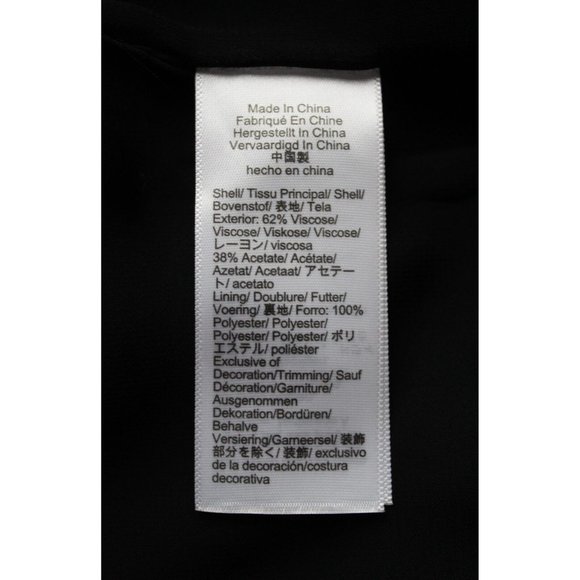 Made In China
Fabriqué En Chine
Hergestellt In China
Vervaardigd In China
中国製
hecho en china
Shell/ Tissu Principal/ Shell/
Bovenstof/ 表地/ Tela
Exterior: 62% Viscose/
Viscose/ Viskose/ Viscose/
レーヨン/ viscosa
38% Acetate/ Acétate/
Azetat/ Acetaat/ アセテー
ト/ acetato
Lining/ Doublure/ Futter/
Voering/ 裏地/ Forro: 100%
Polyester/ Polyester/
Polyester/ Polyester/ ポリ
エステル/ poliéster
Exclusive of
Decoration/Trimming/ Sauf
Décoration/Garniture/
Ausgenommen
Dekoration/Bordüren/
Behalve
Versiering/Garneersel/ 装飾
部分を除く/ 装飾/ exclusivo
de la decoración/costura
decorativa